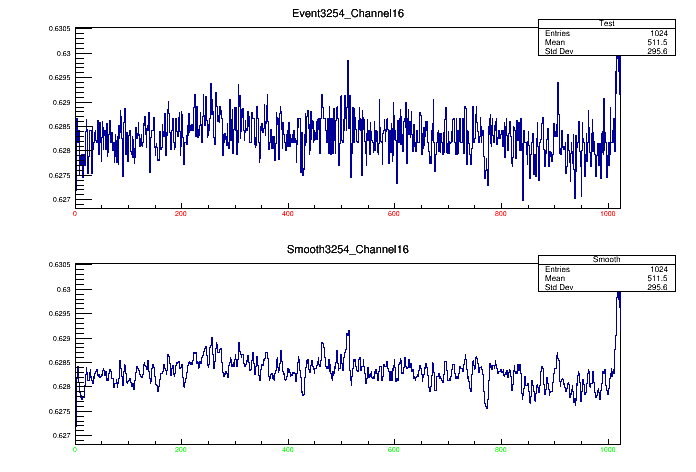 Event3254_Channel16
Test
Entries 1024
Mean 511.5
Std Dev 295.6
0.6305
0.63
0.6295
0.629
0.6285
0.628
0.6275
0.627
0 200 400 600 800 1000
Smooth3254_Channel16
Smooth
Entries 1024
Mean 511.5
Std Dev 295.6
0.6305
0.63
0.6295
0.629
0.6285
0.628
0.6275
0.627
0 200 400 600 800 1000